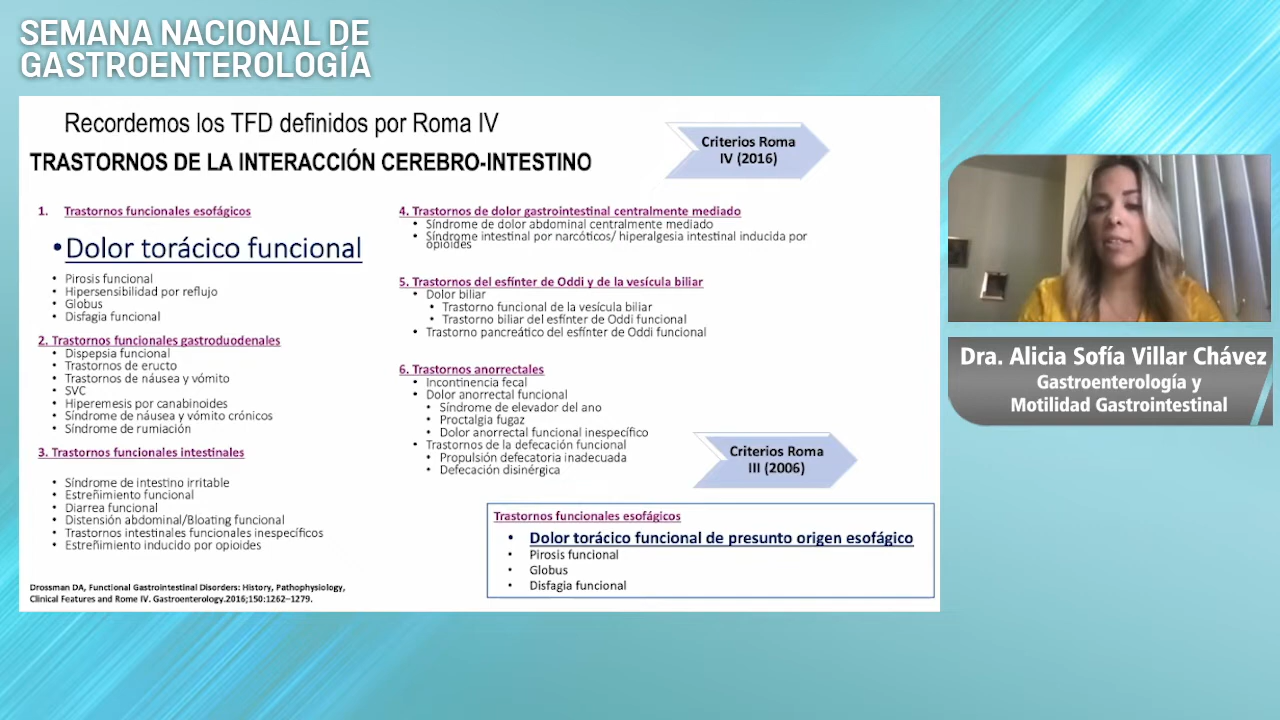 SEMANA NACIONAL DE
GASTROENTEROLOGÍA
Recordemos los TFD definidos por Roma IV
TRASTORNOS DE LA INTERACCIÓN CEREBRO-INTESTINO
Criterios Roma
IV (2016)
1. Trastornos funcionales esofágicos
• Dolor torácico funcional
• Pirosis funcional
• Hipersensibilidad por reflujo
• Globus
• Disfagia funcional
2. Trastornos funcionales gastroduodenales
• Dispepsia funcional
• Trastornos de eructo
• Trastornos de náusea y vómito
• SVC
• Hiperemesis por canabinoides
• Síndrome de náusea y vómito crónicos
• Síndrome de rumiación
3. Trastornos funcionales intestinales
• Síndrome de intestino irritable
• Estreñimiento funcional
• Diarrea funcional
• Distensión abdominal/Bloating funcional
• Trastornos intestinales funcionales inespecíficos
• Estreñimiento inducido por opioides
Drossman DA, Functional Gastrointestinal Disorders: History, Pathophysiology,
Clinical Features and Rome IV. Gastroenterology.2016;150:1262–1279.
4. Trastornos de dolor gastrointestinal centralmente mediado
• Síndrome de dolor abdominal centralmente mediado
• Síndrome intestinal por narcóticos/ hiperalgesia intestinal inducida por
opioides
5. Trastornos del esfínter de Oddi y de la vesícula biliar
• Dolor biliar
• Trastorno funcional de la vesícula biliar
• Trastorno biliar del esfínter de Oddi funcional
• Trastorno pancreático del esfínter de Oddi funcional
6. Trastornos anorrectales
• Incontinencia fecal
• Dolor anorrectal funcional
• Síndrome de elevador del ano
• Proctalgia fugaz
• Dolor anorrectal funcional inespecífico
• Trastornos de la defecación funcional
• Propulsión defecatoria inadecuada
• Defecación disinérgica
Criterios Roma
III (2006)
Trastornos funcionales esofágicos
• Dolor torácico funcional de presunto origen esofágico
• Pirosis funcional
• Globus
• Disfagia funcional
Dra. Alicia Sofía Villar Chávez
Gastroenterología y
Motilidad Gastrointestinal